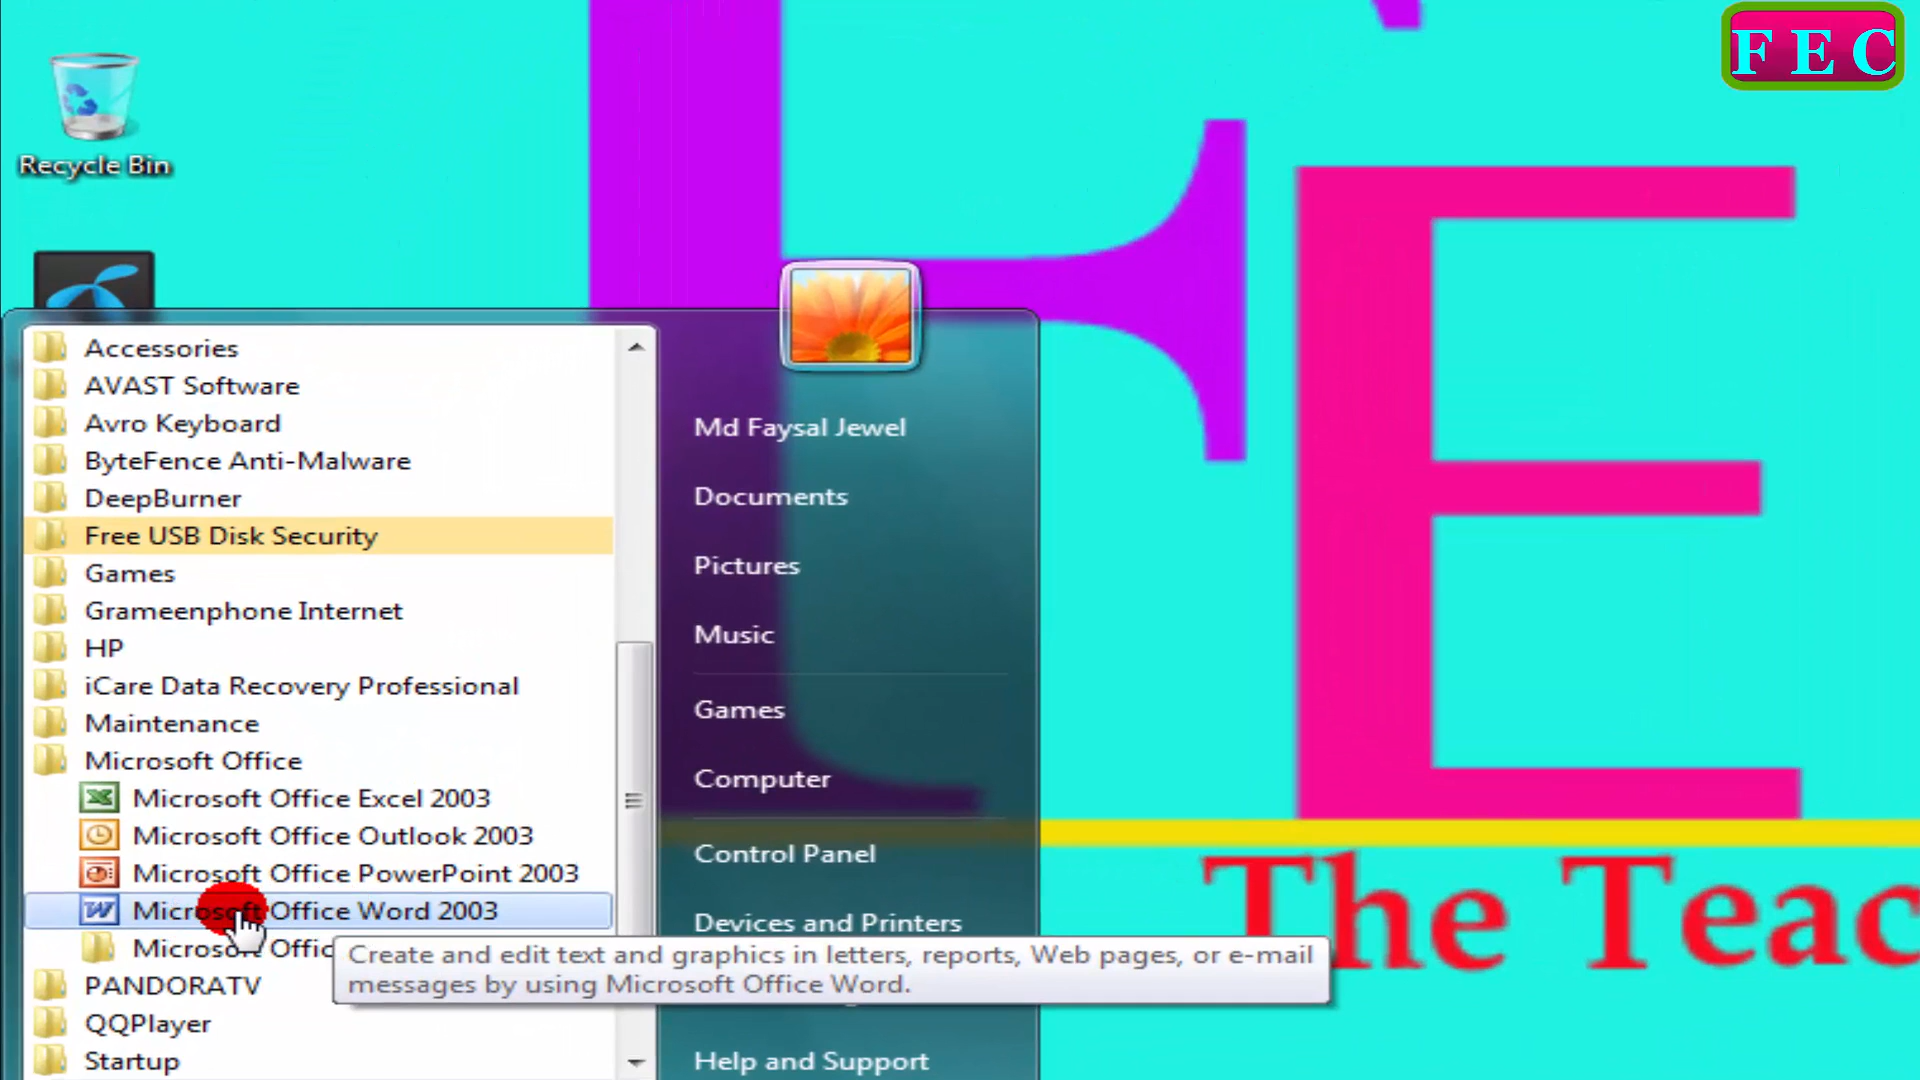 F E C
Recycle Bin
Accessories
AVAST Software
Avro Keyboard
ByteFence Anti-Malware
DeepBurner
Free USB Disk Security
Games
Grameenphone Internet
HP
iCare Data Recovery Professional
Maintenance
Microsoft Office
Microsoft Office Excel 2003
Microsoft Office Outlook 2003
Microsoft Office PowerPoint 2003
Microsoft Office Word 2003
Microsoft Offic
PANDORATV
QQPlayer
Startup
Md Faysal Jewel
Documents
Pictures
Music
Games
Computer
Control Panel
Devices and Printers
Help and Support
Create and edit text and graphics in letters, reports, Web pages, or e-mail
messages by using Microsoft Office Word.
E
The Teac